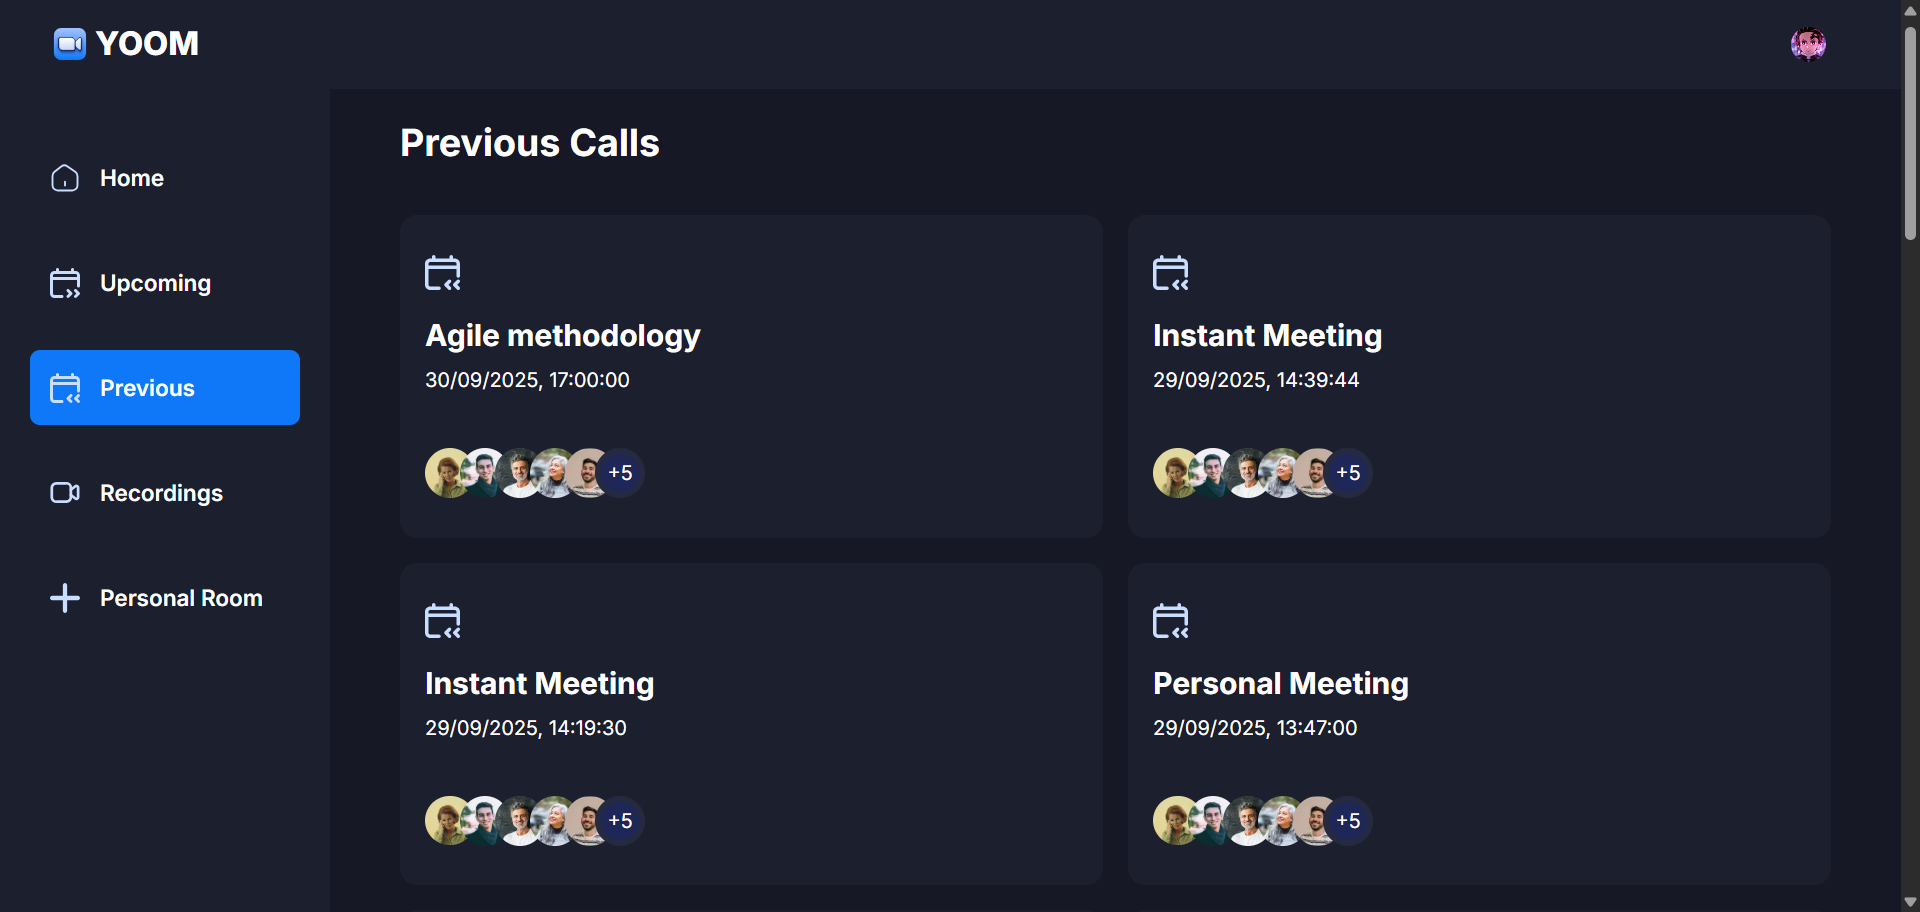 YOOM
Home
Upcoming
Previous
Recordings
Personal Room
Previous Calls
Agile methodology
30/09/2025, 17:00:00
+5
Instant Meeting
29/09/2025, 14:39:44
+5
Instant Meeting
29/09/2025, 14:19:30
+5
Personal Meeting
29/09/2025, 13:47:00
+5